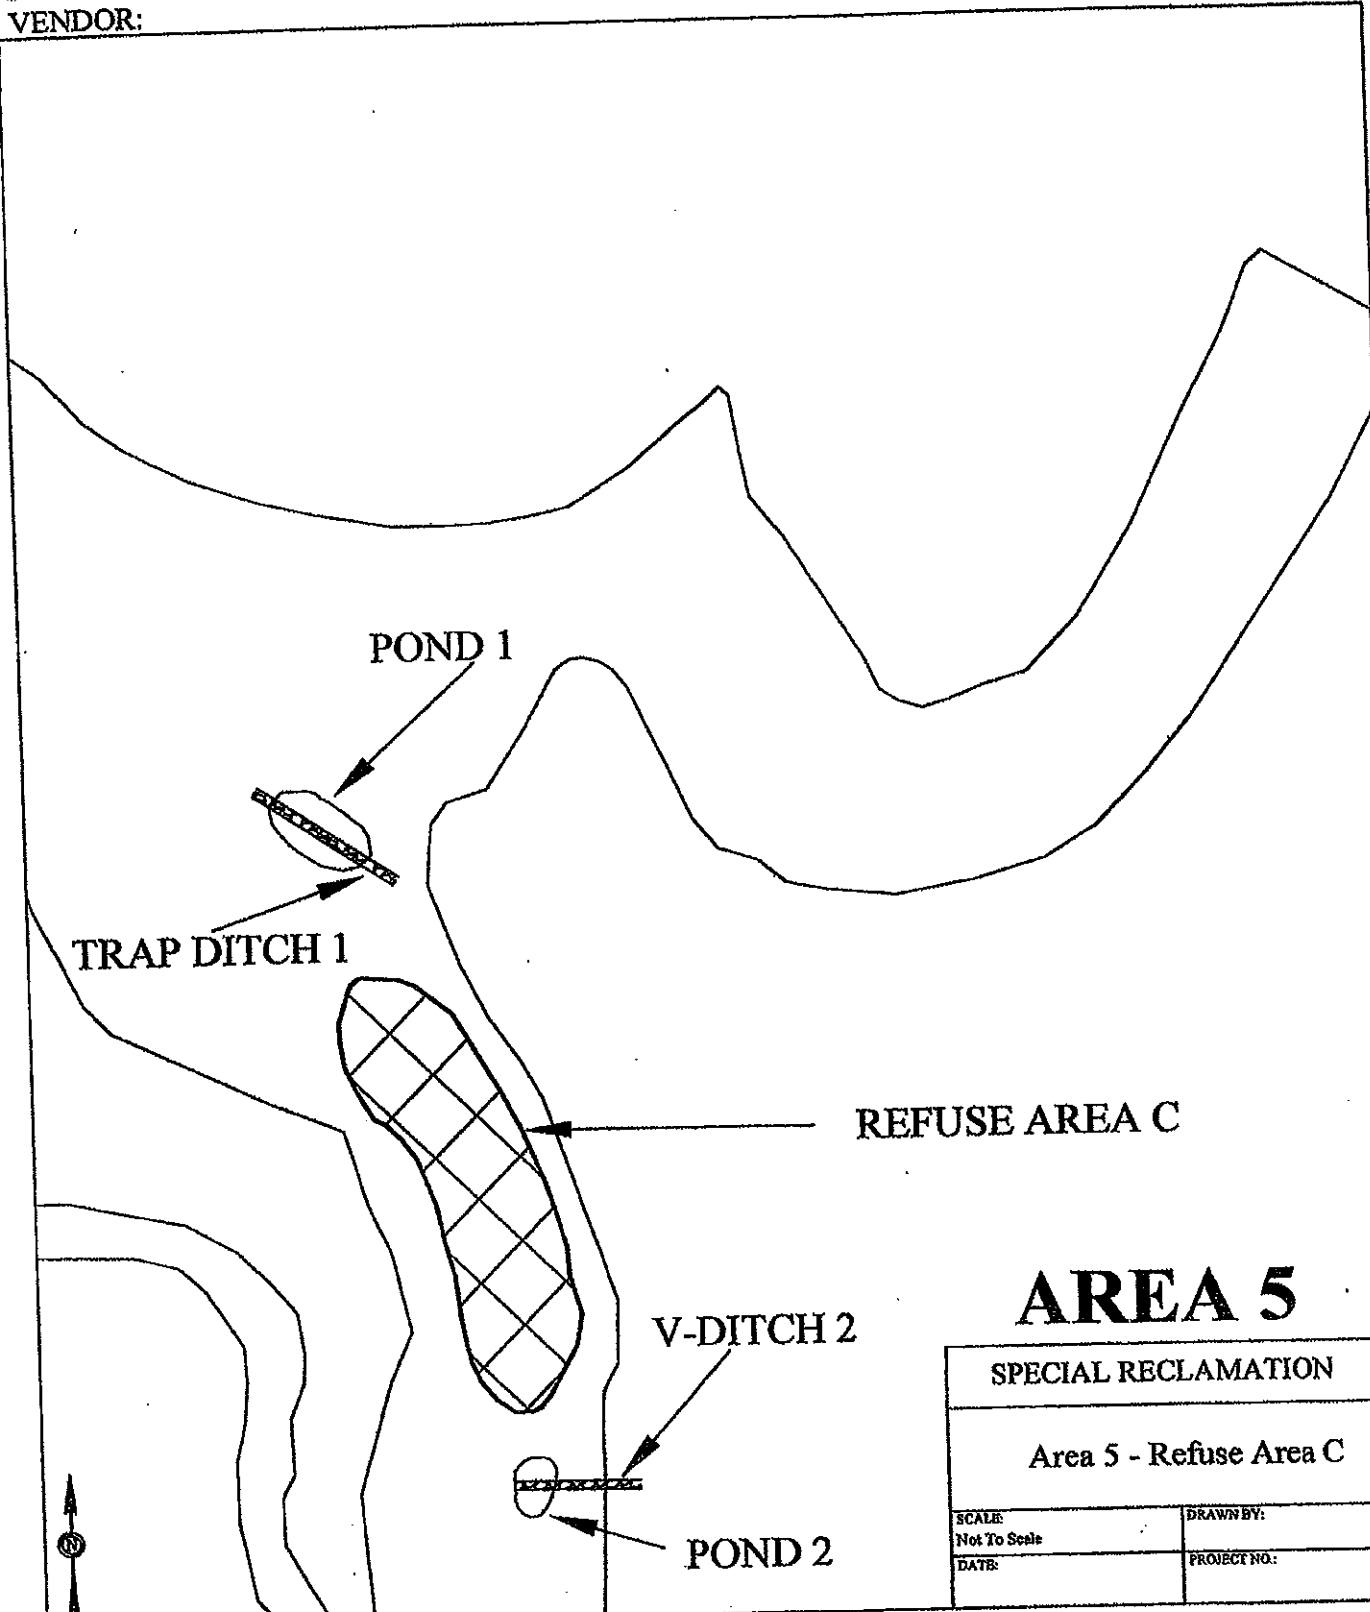 VENDOR:
POND 1
TRAP DITCH 1
REFUSE AREA C
AREA 5
V-DITCH 2
SPECIAL RECLAMATION
Area 5 - Refuse Area C
SCALE:
Not To Scale
DRAWN BY:
DATE:
PROJECT NO.:
POND 2
N